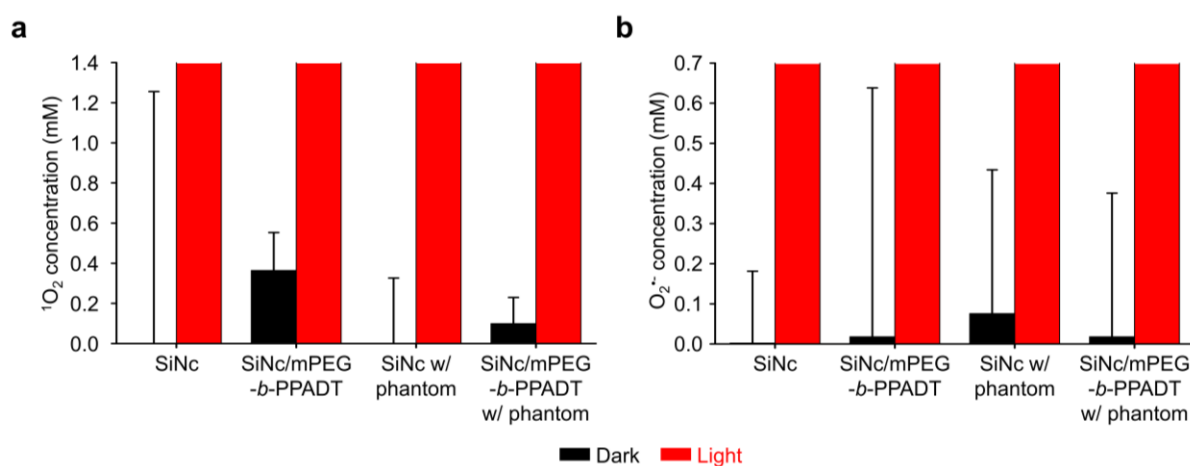 a
¹O₂ concentration (mM)
1.4
1.2
1.0
0.8
0.6
0.4
0.2
0.0
SiNc
SiNc/mPEG
-b-PPADT
SiNc w/
phantom
SiNc/mPEG
-b-PPADT
w/ phantom
b
O₂•- concentration (mM)
0.7
0.6
0.5
0.4
0.3
0.2
0.1
0.0
SiNc
SiNc/mPEG
-b-PPADT
SiNc w/
phantom
SiNc/mPEG
-b-PPADT
w/ phantom
Dark Light